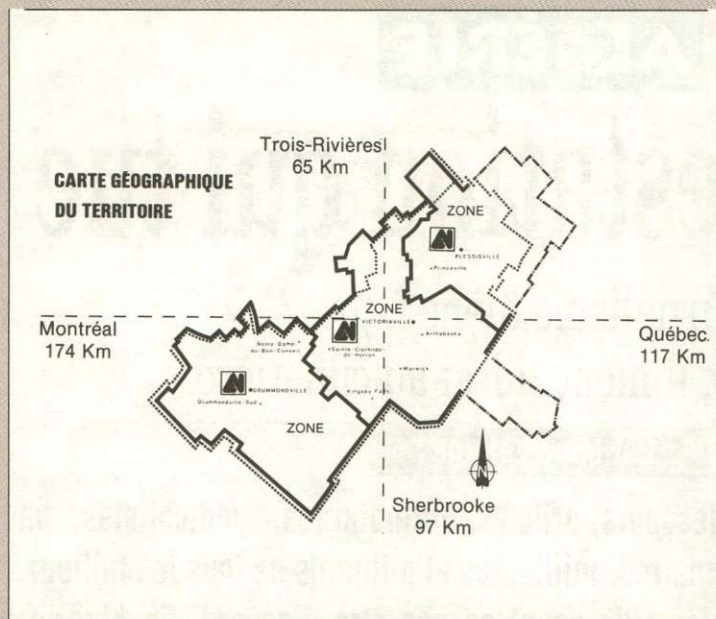 Trois-Rivières
65 Km
CARTE GÉOGRAPHIQUE
DU TERRITOIRE
ZONE
PLESSISVILLE
Princeville
ZONE
Montréal
174 Km
VICTORIAVILLE
Arthabaska
Québec
117 Km
Notre-Dame-
du-Bon-Conseil
Sainte-Clothilde-
de-Horton
Warwick
DRUMMONDVILLE
Kingsey Falls
Drummondville-Sud
ZONE
N
Sherbrooke
97 Km